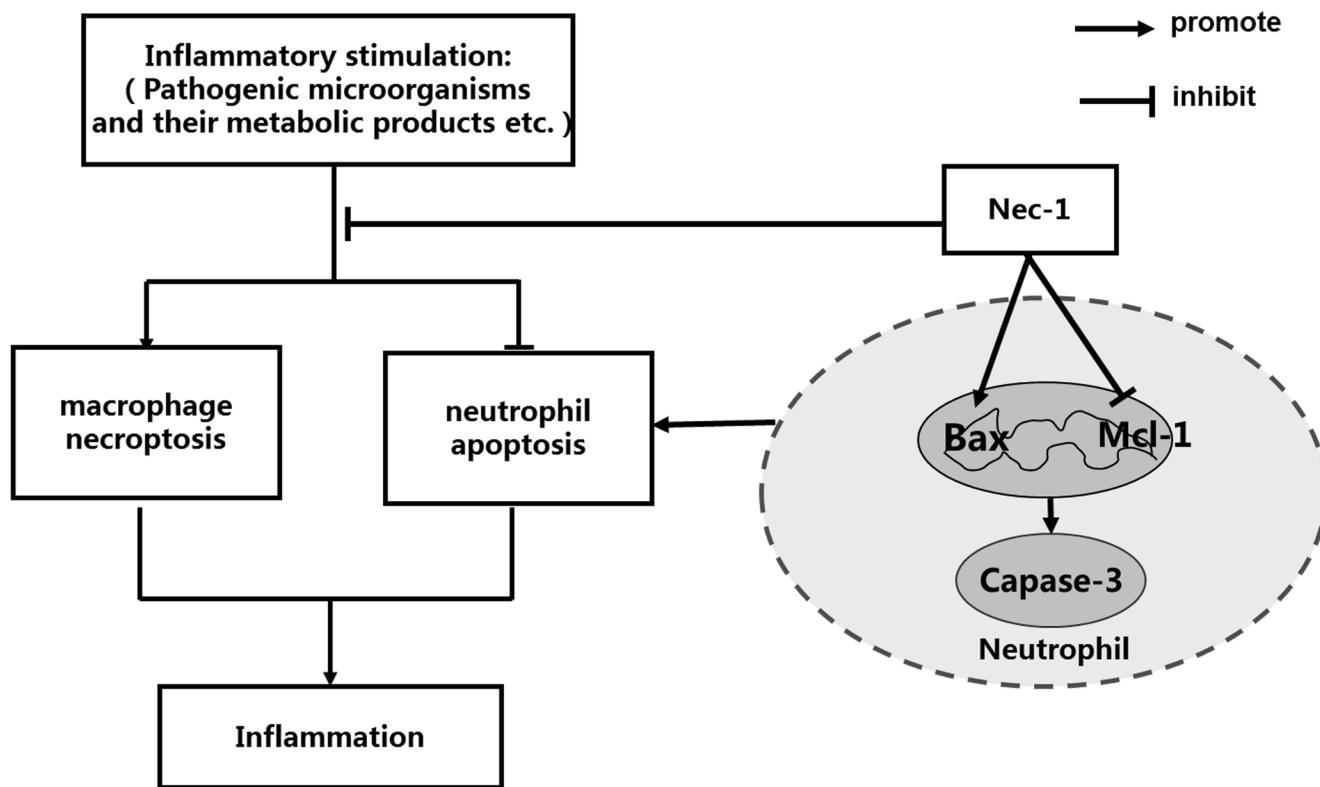 Inflammatory stimulation:
( Pathogenic microorganisms
and their metabolic products etc. )
promote
inhibit
Nec-1
macrophage
necroptosis
neutrophil
apoptosis
Bax
Mcl-1
Capase-3
Neutrophil
Inflammation